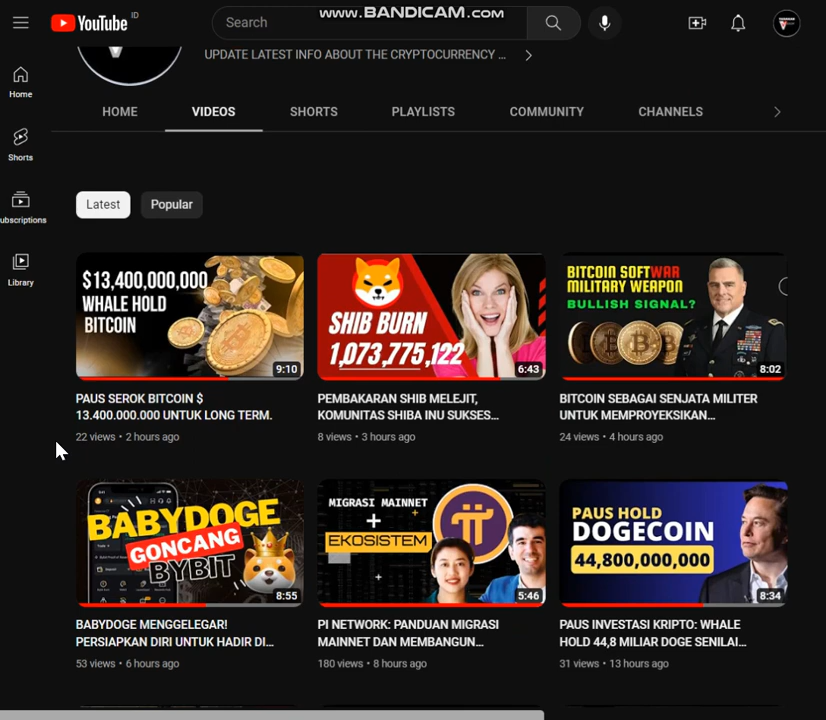 YouTube ID
Search
WWW.BANDICAM.COM
UPDATE LATEST INFO ABOUT THE CRYPTOCURRENCY ...
Home
HOME
VIDEOS
SHORTS
PLAYLISTS
COMMUNITY
CHANNELS
Shorts
ubscriptions
Library
Latest
Popular
$13,400,000,000
WHALE HOLD
BITCOIN
9:10
PAUS SEROK BITCOIN $
13.400.000.000 UNTUK LONG TERM.
22 views • 2 hours ago
SHIB BURN
1,073,775,122
6:43
PEMBAKARAN SHIB MELEJIT,
KOMUNITAS SHIBA INU SUKSES...
8 views • 3 hours ago
BITCOIN SOFTWAR
MILITARY WEAPON
BULLISH SIGNAL?
8:02
BITCOIN SEBAGAI SENJATA MILITER
UNTUK MEMPROYEKSIKAN...
24 views • 4 hours ago
BABYDOGE
GONCANG
BYBIT
8:55
BABYDOGE MENGGELEGAR!
PERSIAPKAN DIRI UNTUK HADIR DI...
53 views • 6 hours ago
MIGRASI MAINNET
+
EKOSISTEM
5:46
PI NETWORK: PANDUAN MIGRASI
MAINNET DAN MEMBANGUN...
180 views • 8 hours ago
PAUS HOLD
DOGECOIN
44,800,000,000
8:34
PAUS INVESTASI KRIPTO: WHALE
HOLD 44,8 MILIAR DOGE SENILAI...
31 views • 13 hours ago